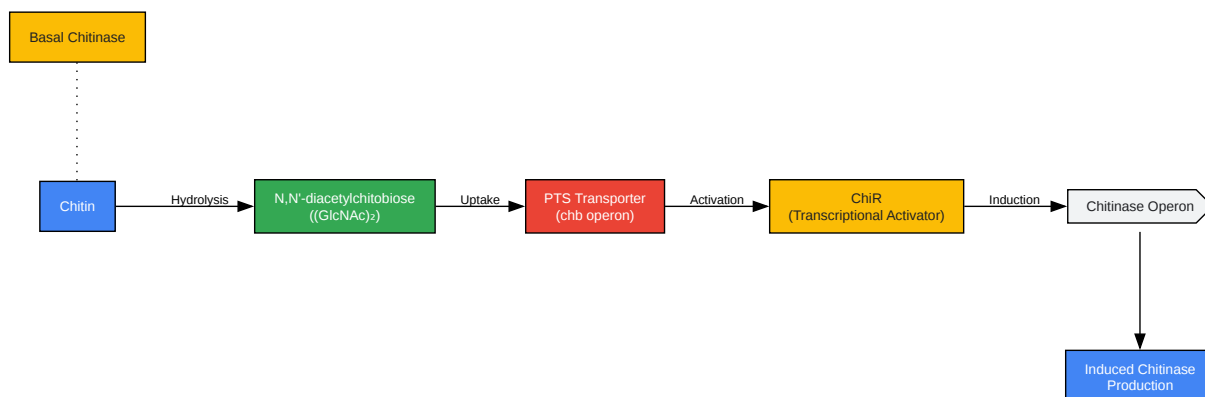 Basal Chitinase
Chitin
Hydrolysis
N,N'-diacetylchitobiose
((GlcNAc)₂)
Uptake
PTS Transporter
(chb operon)
Activation
ChiR
(Transcriptional Activator)
Induction
Chitinase Operon
Induced Chitinase
Production